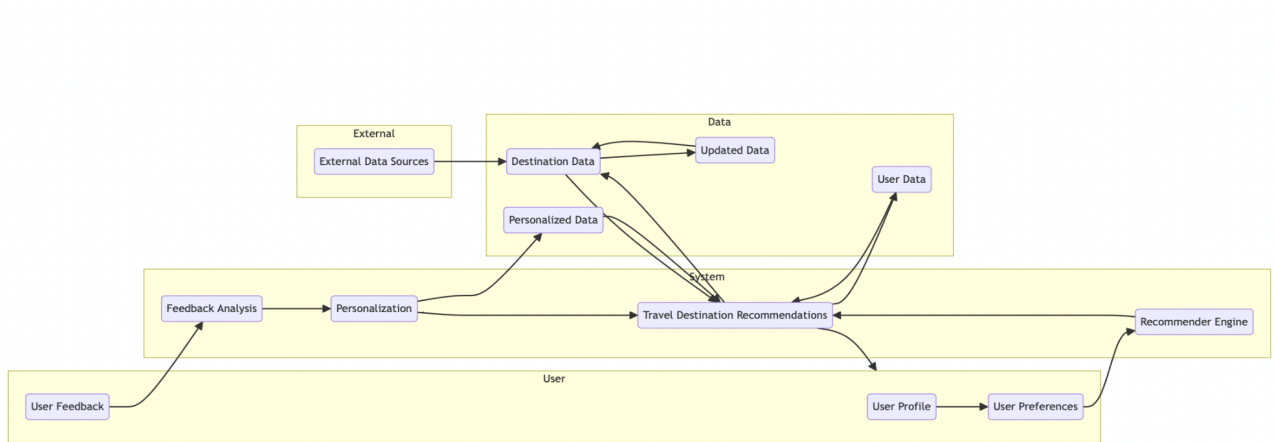 Data
External
Updated Data
External Data Sources
Destination Data
User Data
Personalized Data
System
Feedback Analysis
Personalization
Travel Destination Recommendations
Recommender Engine
User
User Feedback
User Profile
User Preferences